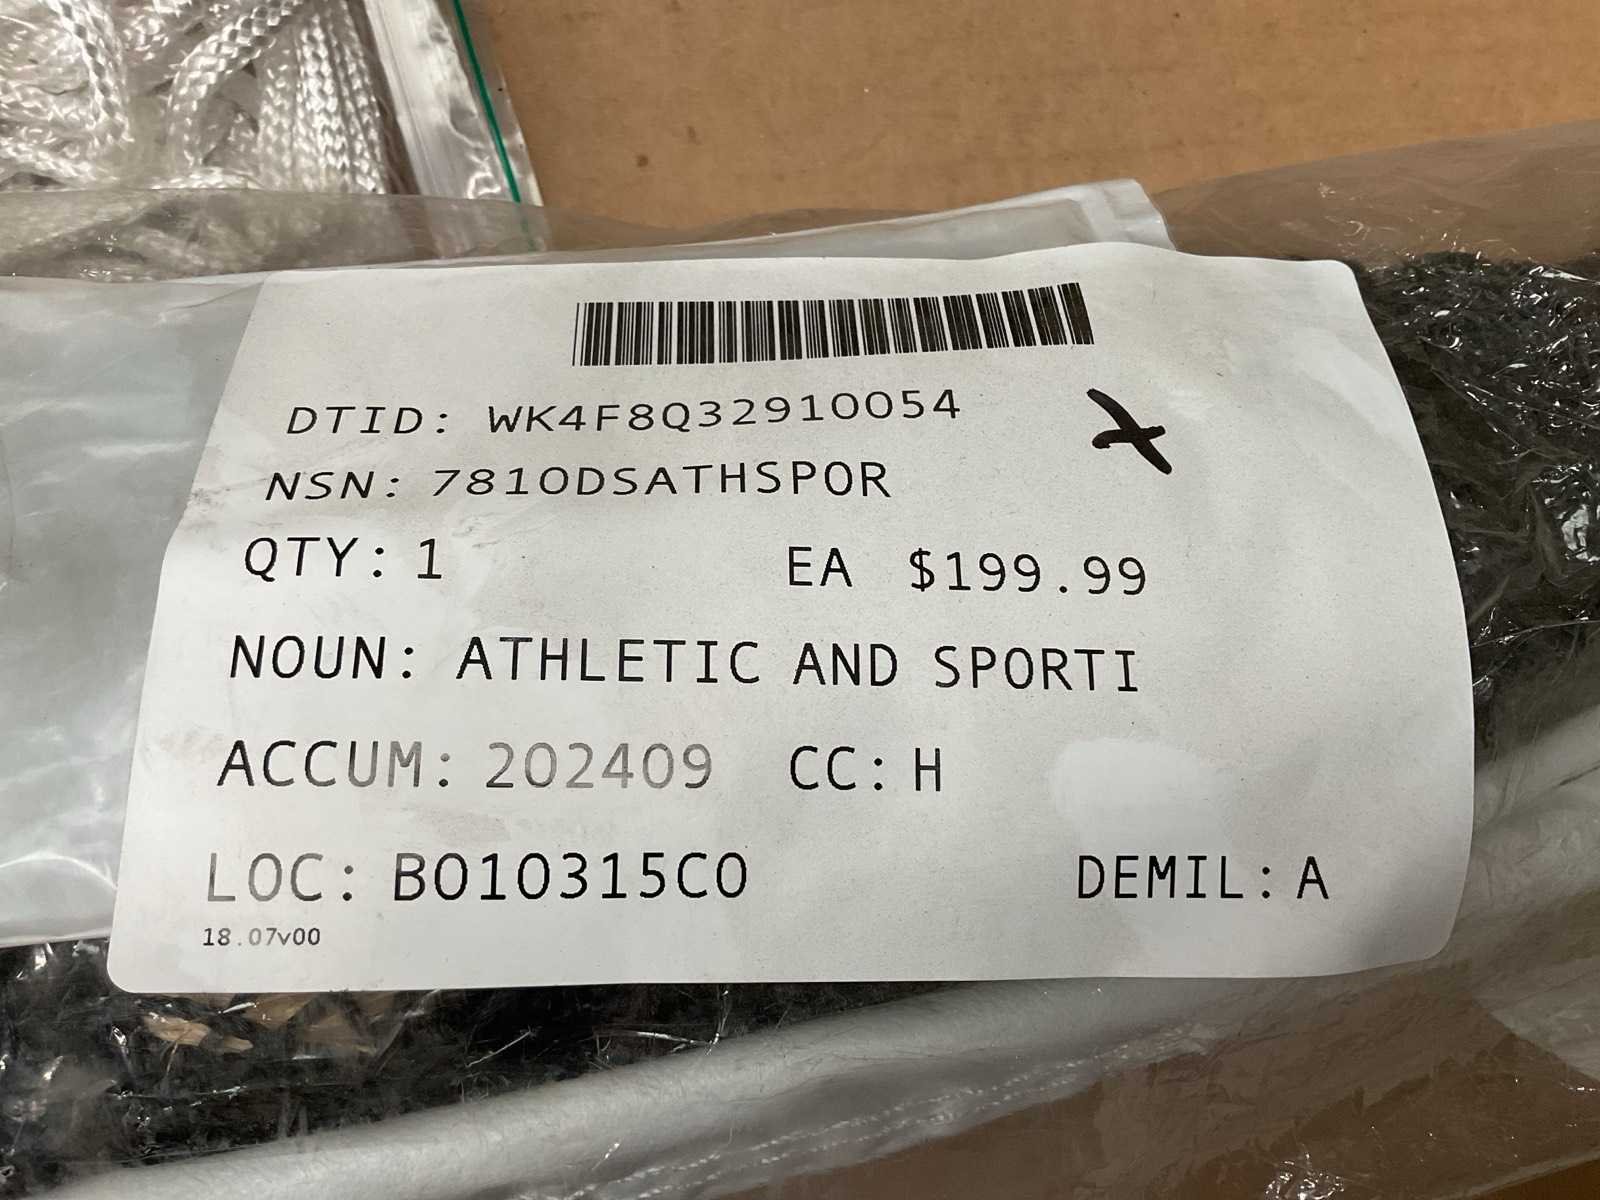 DTID: WK4F8Q32910054
NSN: 7810DSATHSPOR
QTY: 1 EA $199.99
NOUN: ATHLETIC AND SPORTI
ACCUM: 202409 CC: H
LOC: B010315C0 DEMIL: A
18.07v00